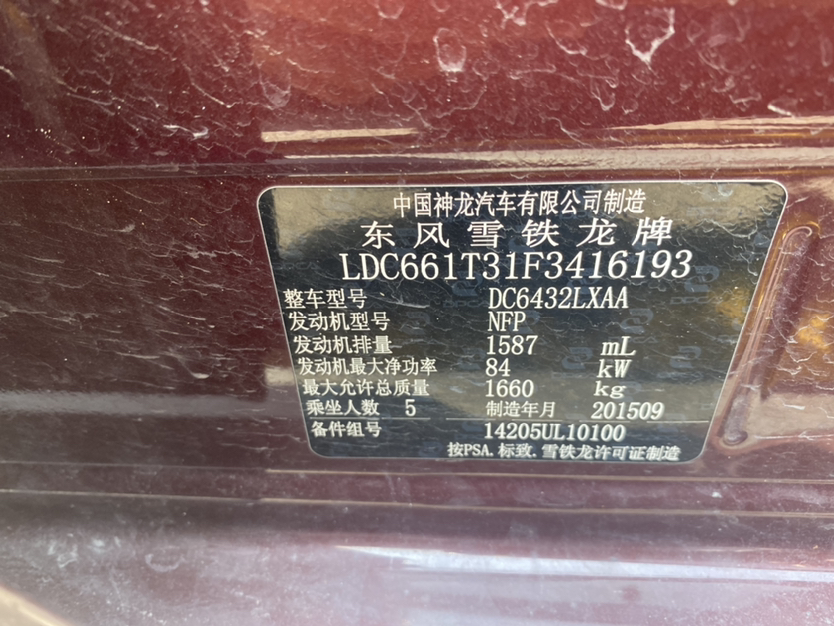 中国神龙汽车有限公司制造
东风雪铁龙牌
LDC661T31F3416193
整车型号 DC6432LXAA
发动机型号 NFP
发动机排量 1587 mL
发动机最大净功率 84 kW
最大允许总质量 1660 kg
乘坐人数 5 制造年月 201509
备件组号 14205UL10100
按PSA.标致.雪铁龙许可证制造